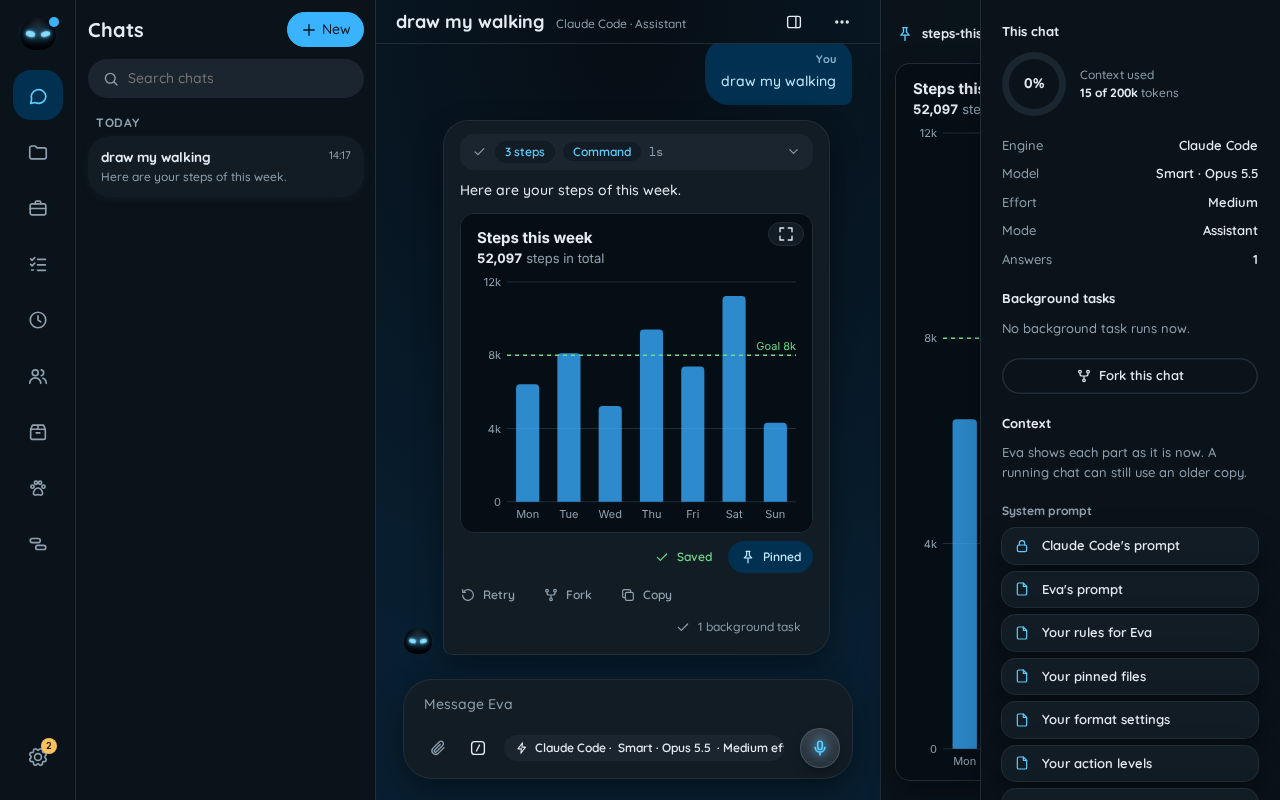 Chats
New
Search chats
TODAY
draw my walking
14:17
Here are your steps of this week.
2
draw my walking
Claude Code · Assistant
You
draw my walking
3 steps
Command
1s
Here are your steps of this week.
Steps this week
52,097 steps in total
12k
8k
4k
0
Goal 8k
Mon Tue Wed Thu Fri Sat Sun
Saved
Pinned
Retry
Fork
Copy
1 background task
Message Eva
Claude Code · Smart · Opus 5.5 · Medium ef
steps-this
Steps this
52,097 ste
12k
8k
4k
0
Mon
This chat
0%
Context used
15 of 200k tokens
Engine Claude Code
Model Smart · Opus 5.5
Effort Medium
Mode Assistant
Answers 1
Background tasks
No background task runs now.
Fork this chat
Context
Eva shows each part as it is now. A
running chat can still use an older copy.
System prompt
Claude Code's prompt
Eva's prompt
Your rules for Eva
Your pinned files
Your format settings
Your action levels